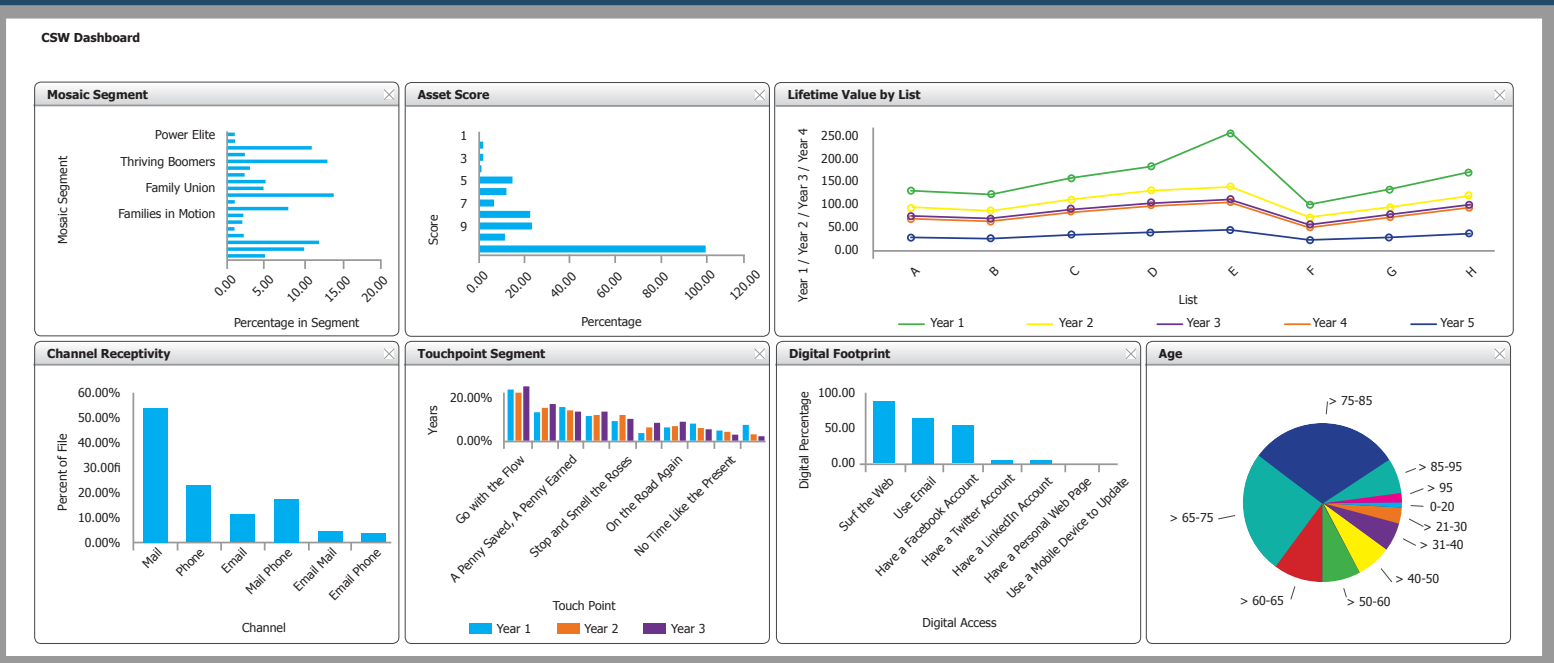 CSW Dashboard
Mosaic Segment
Mosaic Segment
Power Elite
Thriving Boomers
Family Union
Families in Motion
0.00
5.00
10.00
15.00
20.00
Percentage in Segment
Asset Score
Score
1
3
5
7
9
0.00
20.00
40.00
60.00
80.00
100.00
120.00
Percentage
Lifetime Value by List
Year 1 / Year 2 / Year 3 / Year 4
250.00
200.00
150.00
100.00
50.00
0.00
A
B
C
D
E
F
G
H
List
Year 1
Year 2
Year 3
Year 4
Year 5
Channel Receptivity
Percent of File
60.00%
50.00%
40.00%
30.00fi
20.00%
10.00%
0.00%
Mail
Phone
Email
Mail Phone
Email Mail
Email Phone
Channel
Touchpoint Segment
Years
20.00%
0.00%
Go with the Flow
A Penny Saved, A Penny Earned
Stop and Smell the Roses
On the Road Again
No Time Like the Present
Touch Point
Year 1
Year 2
Year 3
Digital Footprint
Digital Percentage
100.00
50.00
0.00
Surf the Web
Use Email
Have a Facebook Account
Have a Twitter Account
Have a LinkedIn Account
Have a Personal Web Page
Use a Mobile Device to Update
Digital Access
Age
> 75-85
> 85-95
> 95
0-20
> 21-30
> 31-40
> 40-50
> 50-60
> 60-65
> 65-75